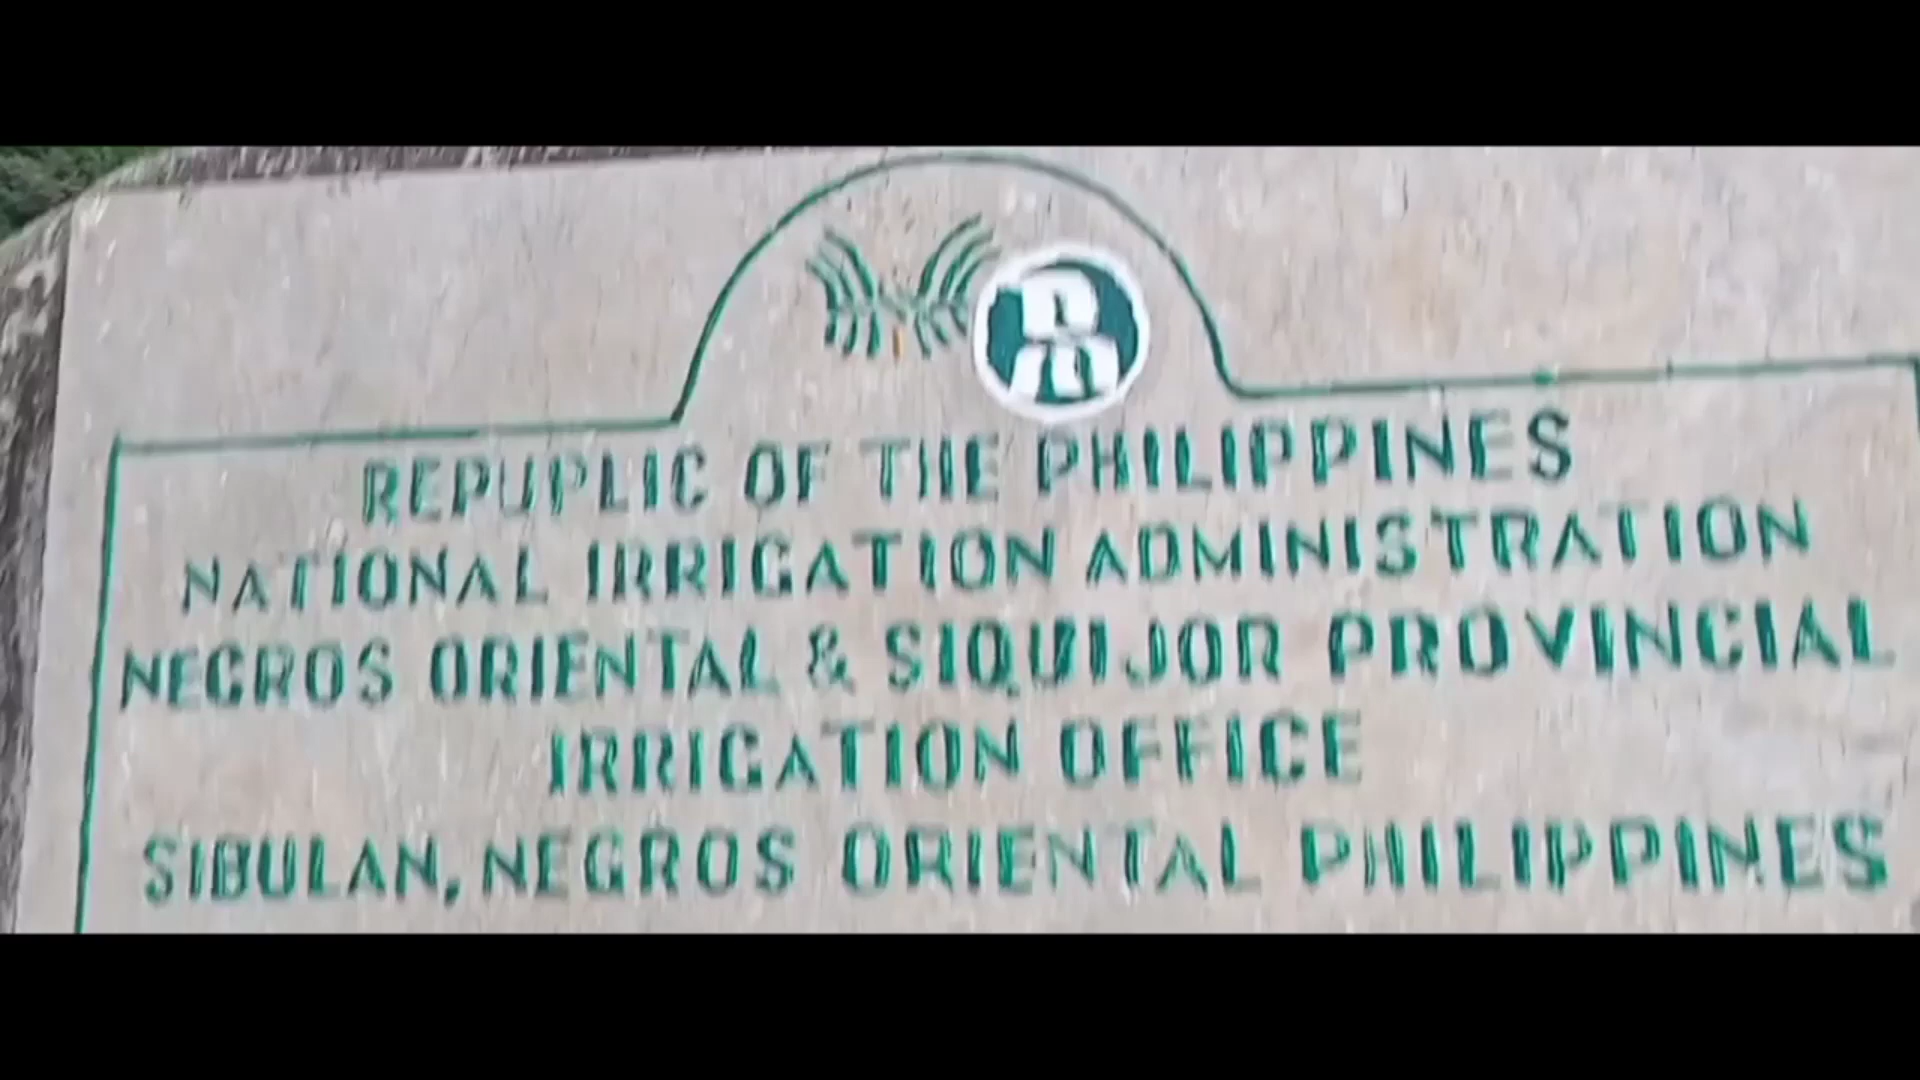 REPUPLIC OF THE PHILIPPINES
NATIONAL IRRIGATION ADMINISTRATION
NEGROS ORIENTAL & SIQUIJOR PROVINCIAL
IRRIGATION OFFICE
SIBULAN, NEGROS ORIENTAL PHILIPPINES